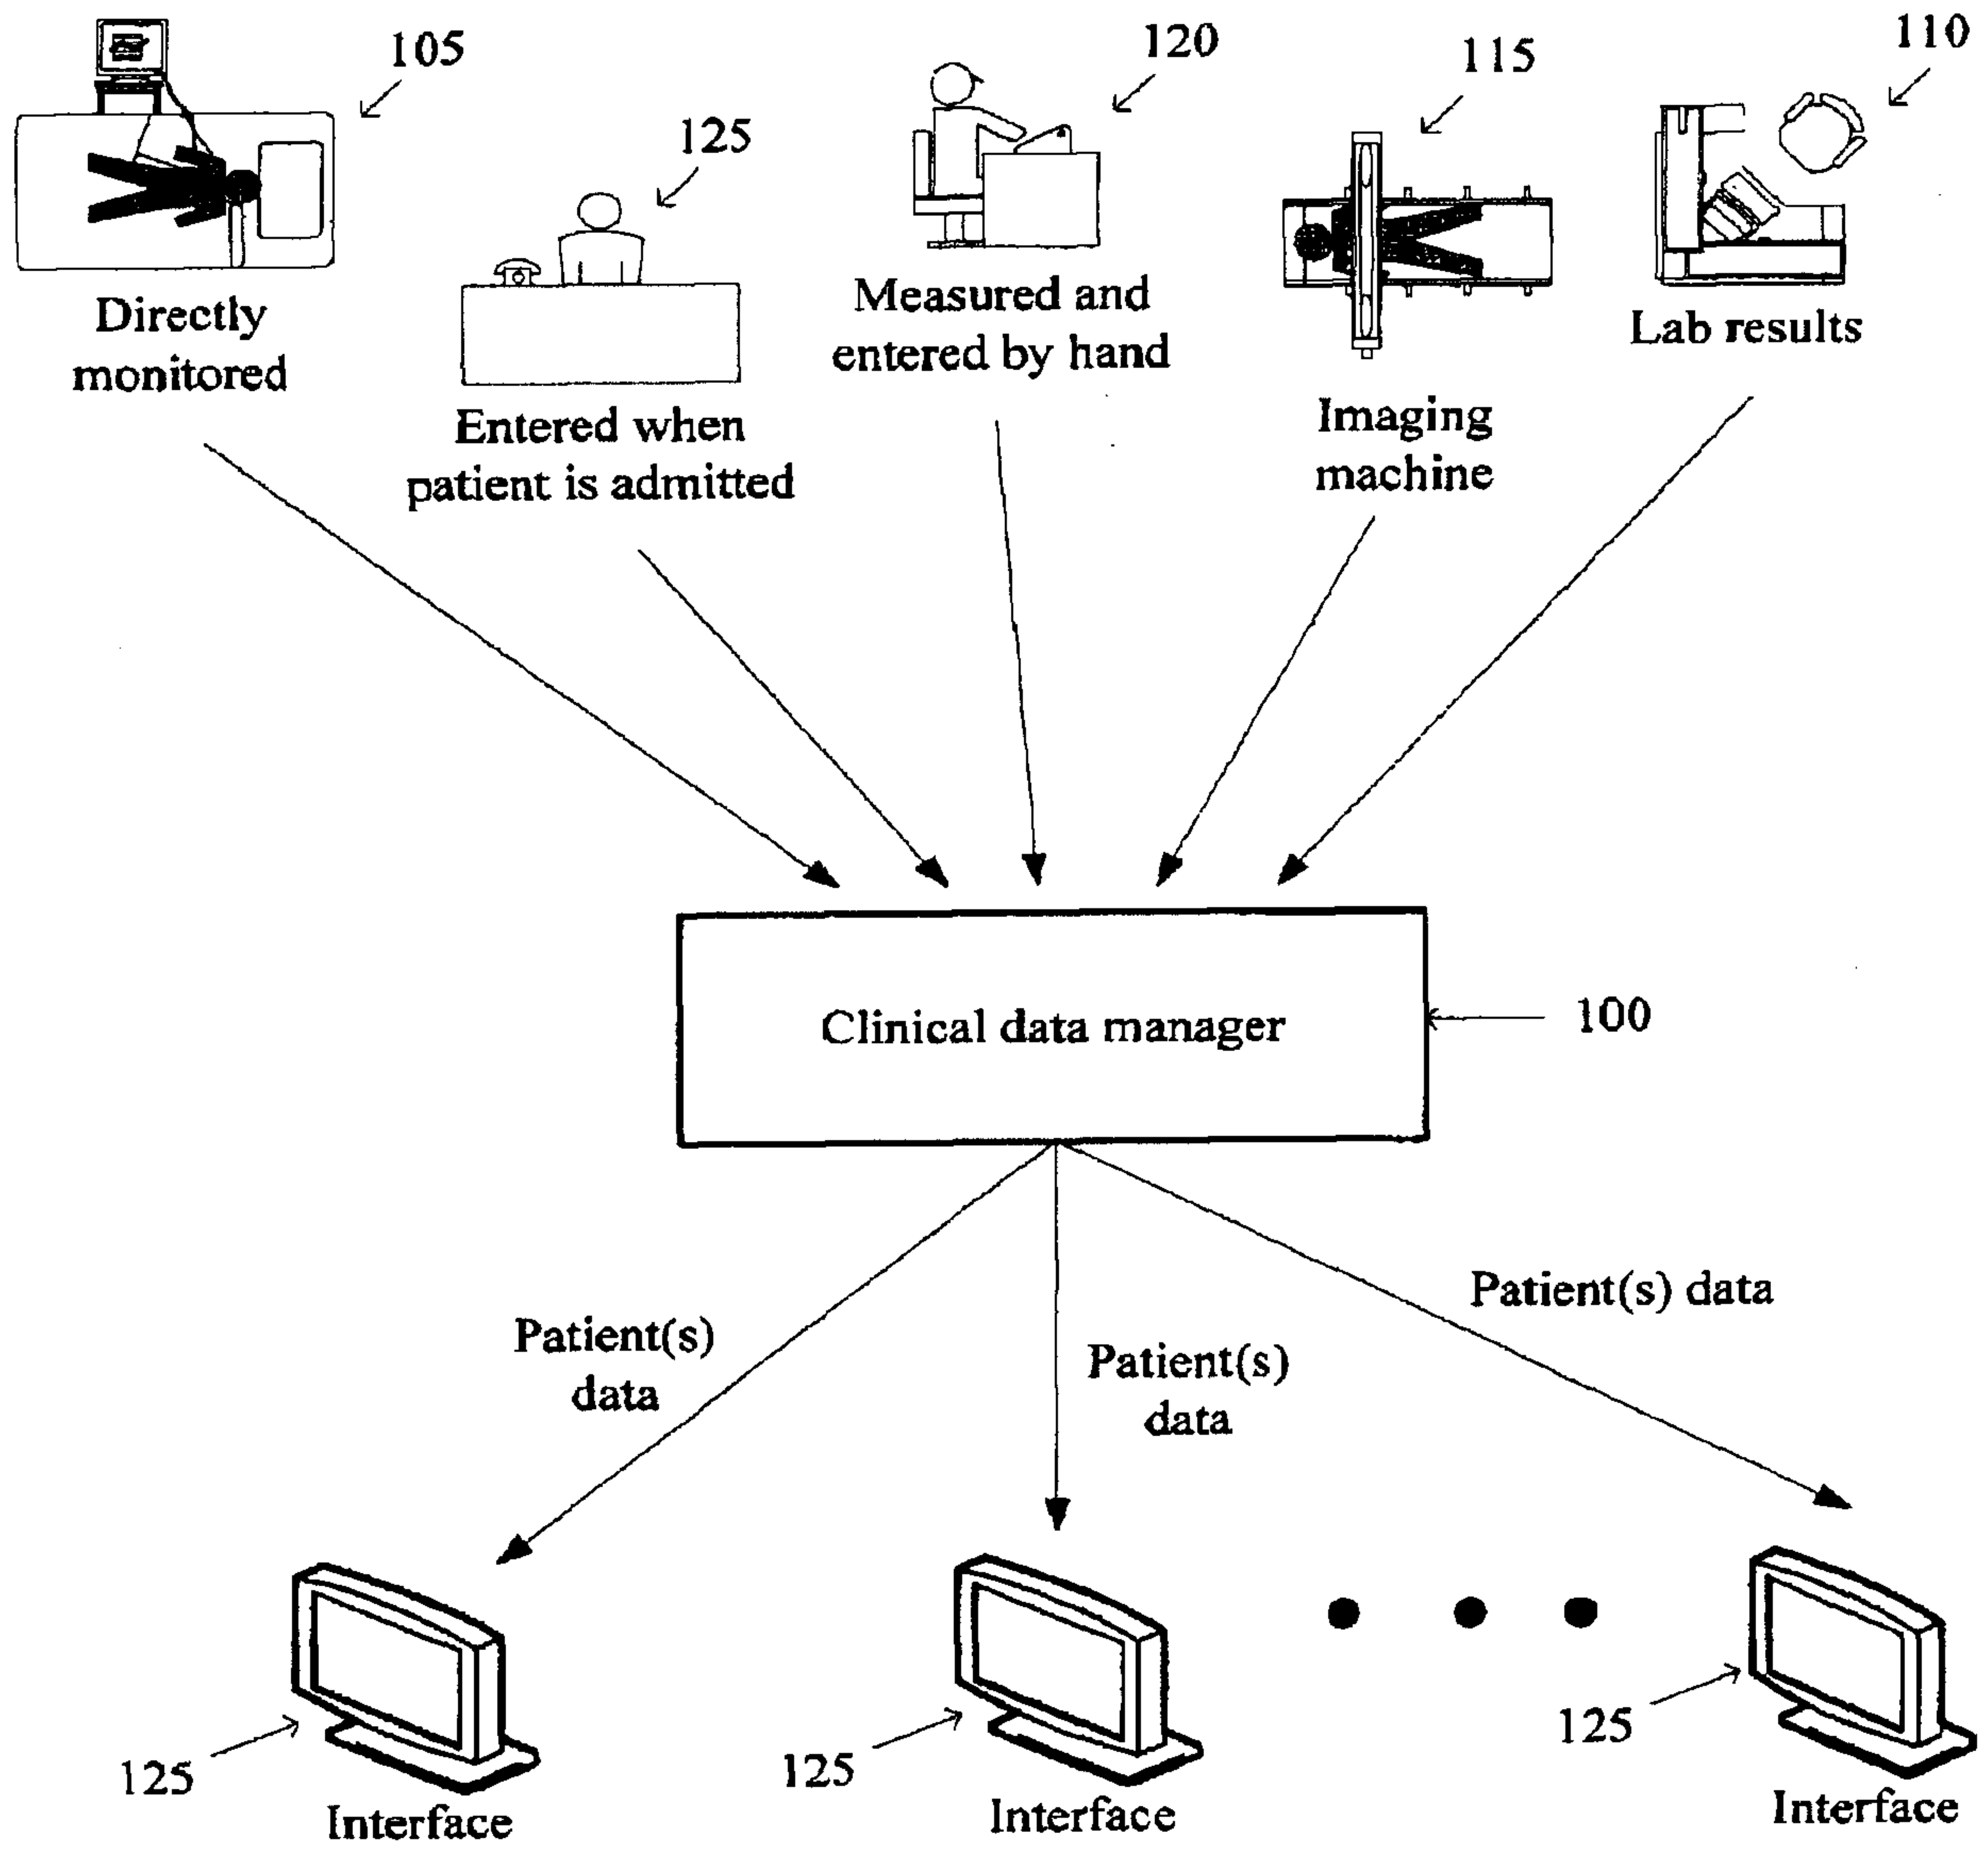 105
120
115
110
125
Directly
monitored
Entered when
patient is admitted
Measured and
entered by hand
Imaging
machine
Lab results
Clinical data manager
100
Patient(s)
data
Patient(s)
data
Patient(s) data
125
Interface
125
Interface
125
Interface